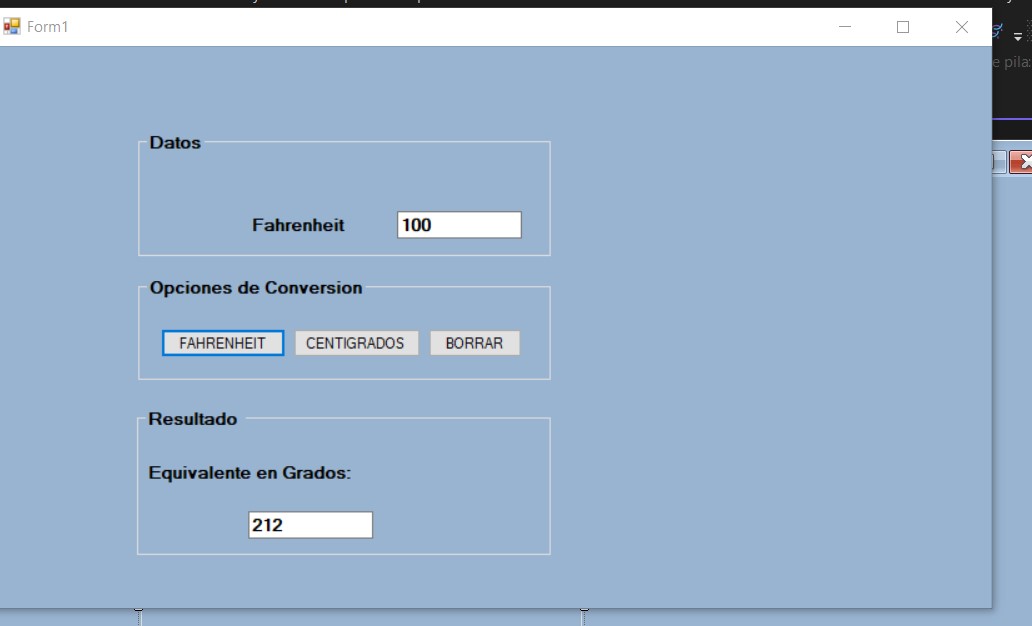 Form1
e pila:
Datos
Fahrenheit 100
Opciones de Conversion
FAHRENHEIT CENTIGRADOS BORRAR
Resultado
Equivalente en Grados:
212